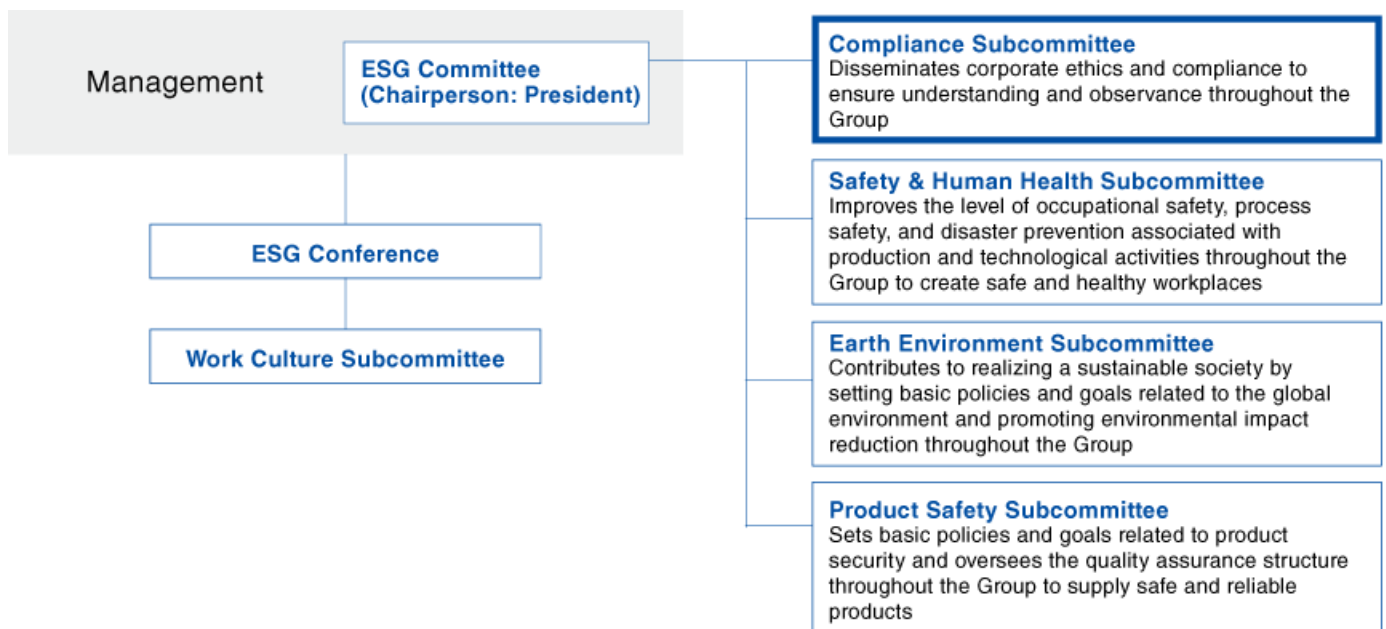 Management
ESG Committee
(Chairperson: President)
ESG Conference
Work Culture Subcommittee
Compliance Subcommittee
Disseminates corporate ethics and compliance to
ensure understanding and observance throughout the
Group
Safety & Human Health Subcommittee
Improves the level of occupational safety, process
safety, and disaster prevention associated with
production and technological activities throughout the
Group to create safe and healthy workplaces
Earth Environment Subcommittee
Contributes to realizing a sustainable society by
setting basic policies and goals related to the global
environment and promoting environmental impact
reduction throughout the Group
Product Safety Subcommittee
Sets basic policies and goals related to product
security and oversees the quality assurance structure
throughout the Group to supply safe and reliable
products